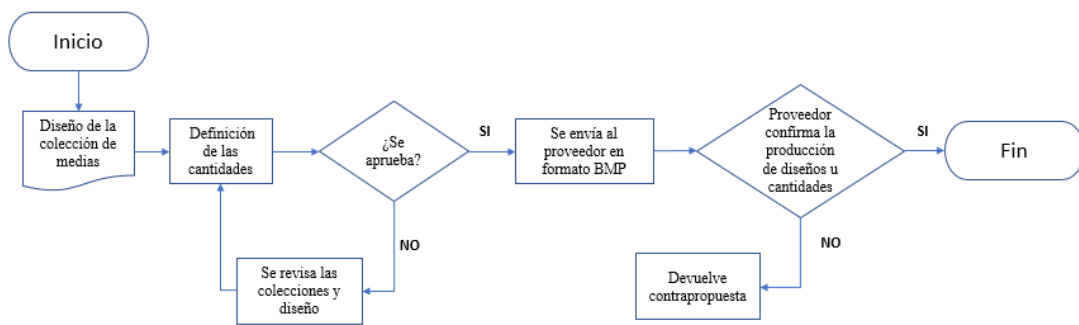 Inicio
Diseño de la
colección de
medias
Definición
de las
cantidades
¿Se
aprueba?
SI
Se envía al
proveedor en
formato BMP
Proveedor
confirma la
producción
de diseños u
cantidades
SI
Fin
NO
Se revisa las
colecciones y
diseño
NO
Devuelve
contrapropuesta